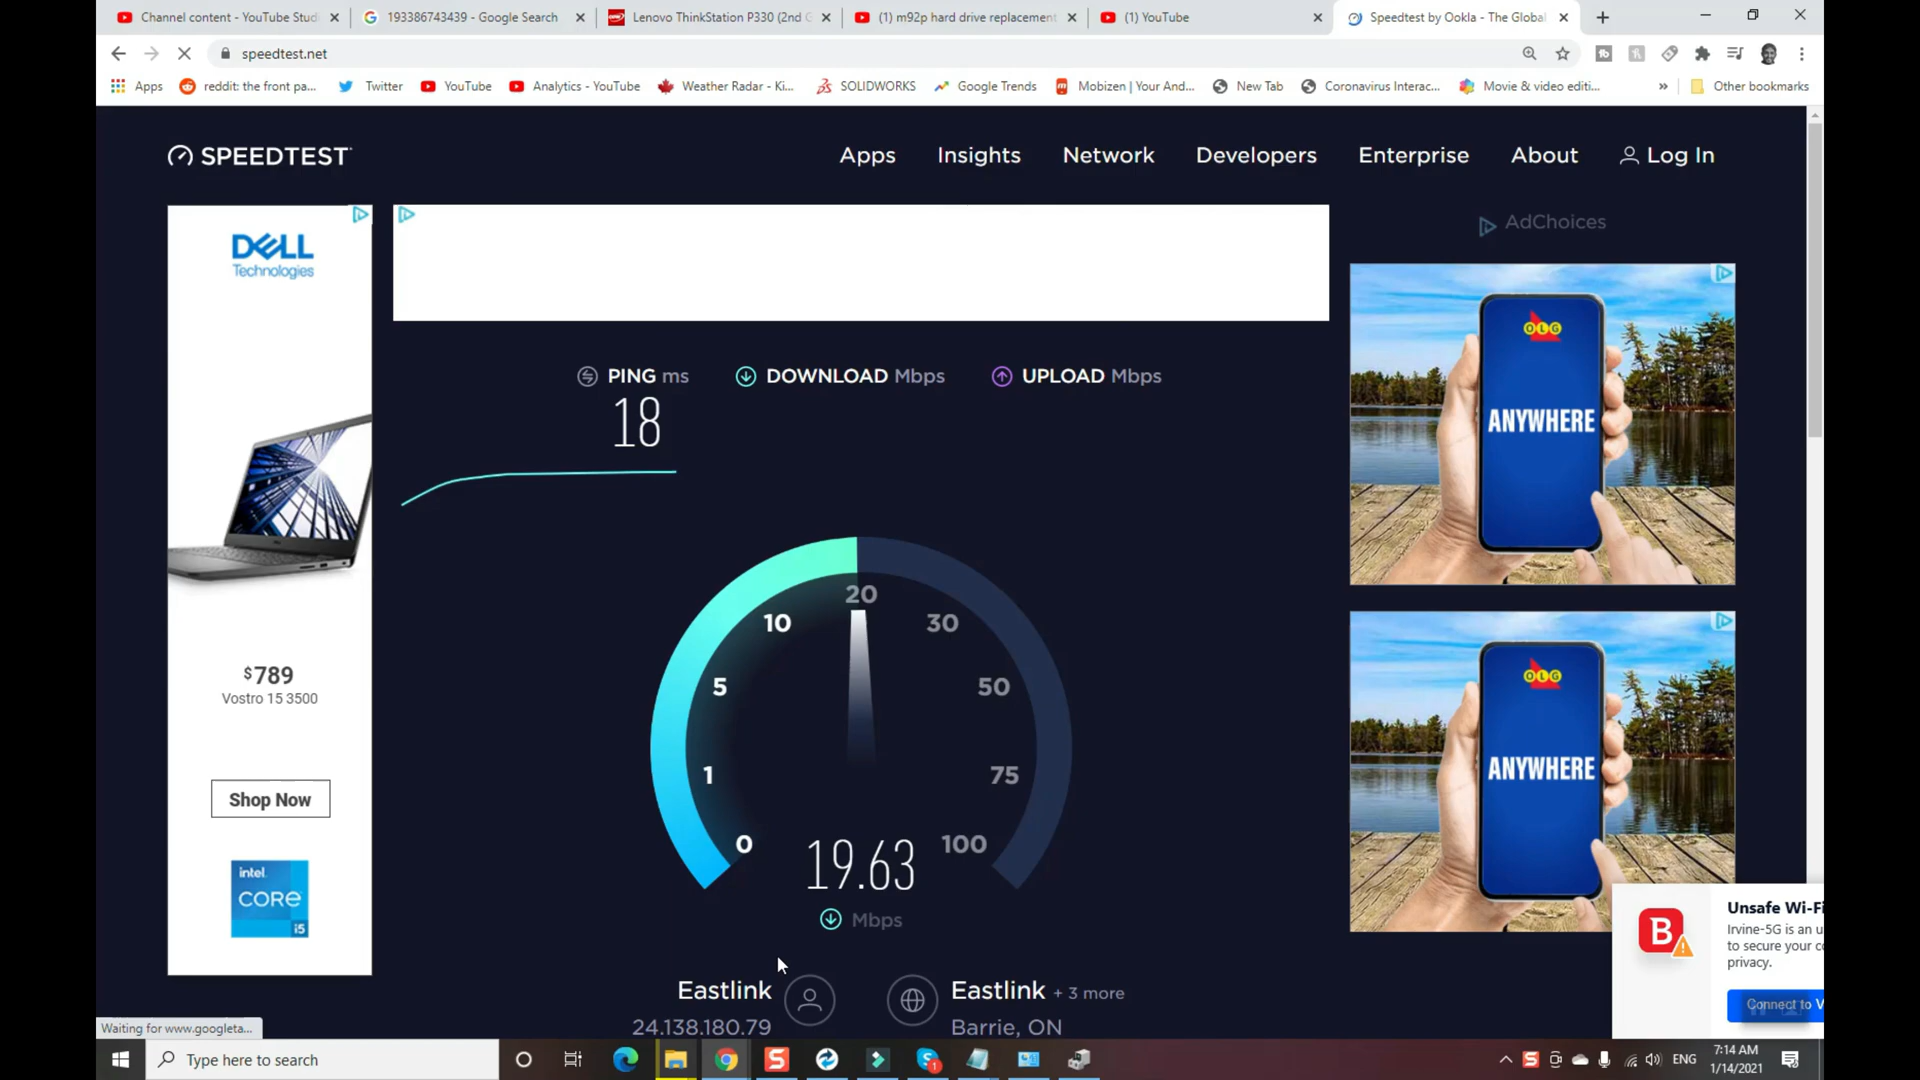 Channel content - YouTube Studi
193386743439 - Google Search
Lenovo ThinkStation P330 (2nd G
(1) m92p hard drive replacement
(1) YouTube
Speedtest by Ookla - The Global
speedtest.net
Apps
reddit: the front pa...
Twitter
YouTube
Analytics - YouTube
Weather Radar - Ki...
SOLIDWORKS
Google Trends
Mobizen | Your And...
New Tab
Coronavirus Interac...
Movie & video editi...
»
Other bookmarks
SPEEDTEST
Apps
Insights
Network
Developers
Enterprise
About
Log In
DELL
Technologies
$789
Vostro 15 3500
Shop Now
intel
CORE
i5
AdChoices
OLG
ANYWHERE
OLG
ANYWHERE
PING ms
18
DOWNLOAD Mbps
UPLOAD Mbps
0
1
5
10
20
30
50
75
100
19.63
Mbps
Eastlink
24.138.180.79
Eastlink + 3 more
Barrie, ON
B
Unsafe Wi-Fi
Irvine-5G is an u
to secure your co
privacy.
Connect to V
Waiting for www.googleta...
Type here to search
ENG
7:14 AM
1/14/2021